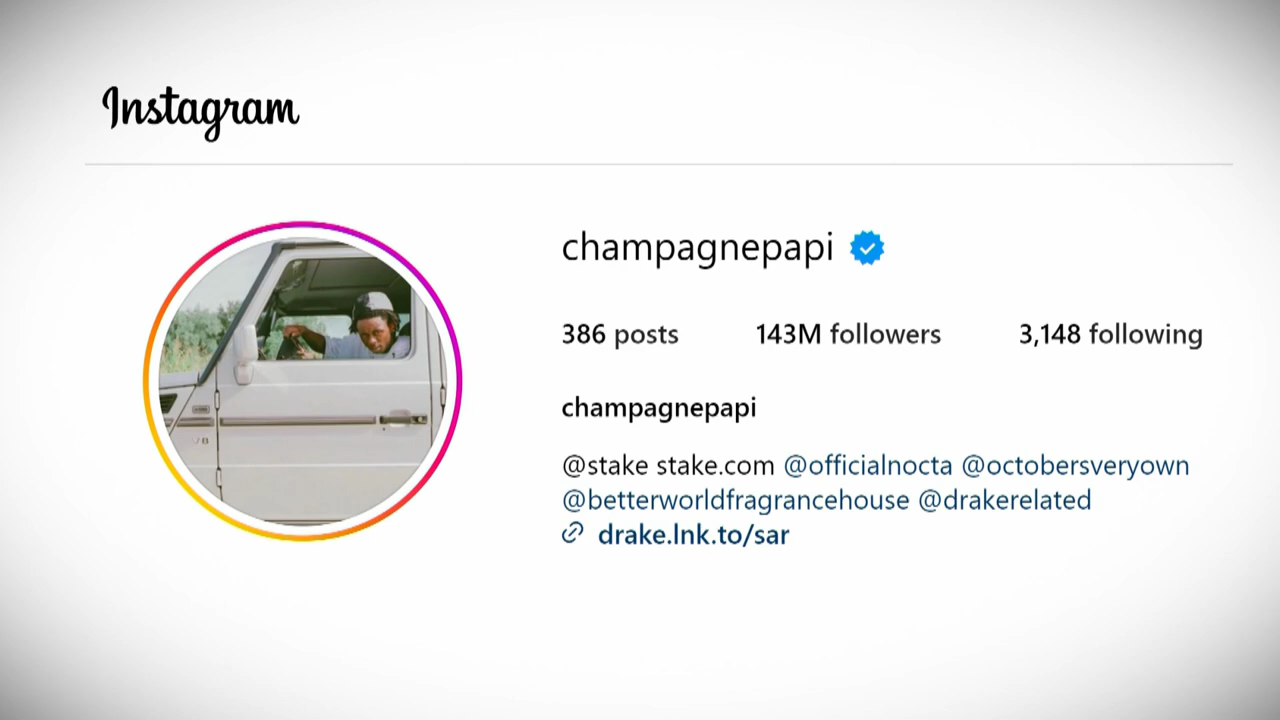 Instagram
champagnepapi
386 posts 143M followers 3,148 following
champagnepapi
@stake stake.com @officialnocta @octobersveryown
@betterworldfragrancehouse @drakerelated
drake.lnk.to/sar
V8